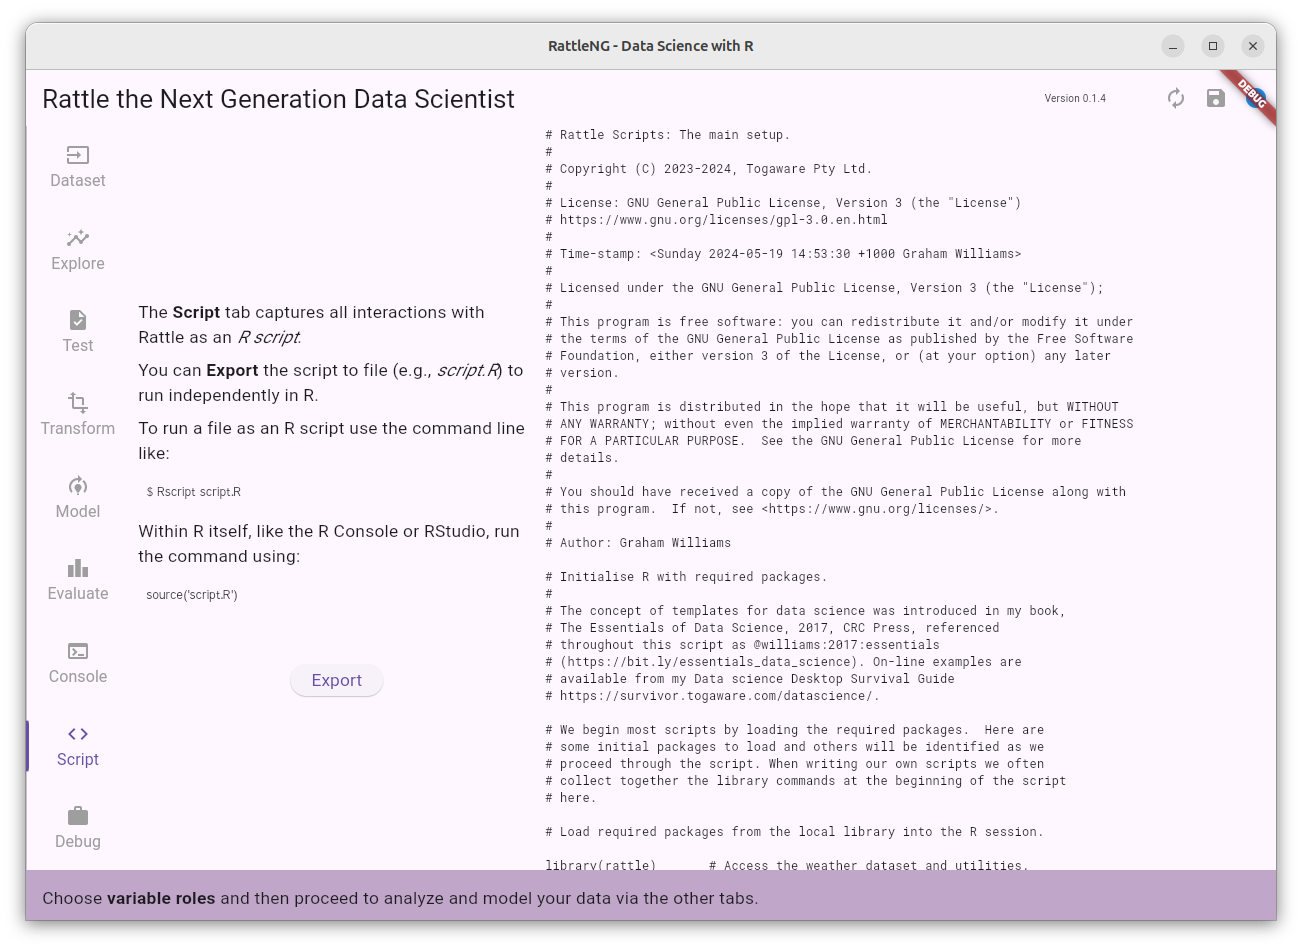 RattleNG - Data Science with R
Rattle the Next Generation Data Scientist
Version 0.1.4
DEBUG
Dataset
Explore
Test
Transform
Model
Evaluate
Console
Script
Debug
The Script tab captures all interactions with
Rattle as an R script.
You can Export the script to file (e.g., script.R) to
run independently in R.
To run a file as an R script use the command line
like:
$ Rscript script.R
Within R itself, like the R Console or RStudio, run
the command using:
source('script.R')
Export
# Rattle Scripts: The main setup.
#
# Copyright (C) 2023-2024, Togaware Pty Ltd.
#
# License: GNU General Public License, Version 3 (the "License")
# https://www.gnu.org/licenses/gpl-3.0.en.html
#
# Time-stamp: <Sunday 2024-05-19 14:53:30 +1000 Graham Williams>
#
# Licensed under the GNU General Public License, Version 3 (the "License");
#
# This program is free software: you can redistribute it and/or modify it under
# the terms of the GNU General Public License as published by the Free Software
# Foundation, either version 3 of the License, or (at your option) any later
# version.
#
# This program is distributed in the hope that it will be useful, but WITHOUT
# ANY WARRANTY; without even the implied warranty of MERCHANTABILITY or FITNESS
# FOR A PARTICULAR PURPOSE.  See the GNU General Public License for more
# details.
#
# You should have received a copy of the GNU General Public License along with
# this program.  If not, see <https://www.gnu.org/licenses/>.
#
# Author: Graham Williams
# Initialise R with required packages.
#
# The concept of templates for data science was introduced in my book,
# The Essentials of Data Science, 2017, CRC Press, referenced
# throughout this script as @williams:2017:essentials
# (https://bit.ly/essentials_data_science). On-line examples are
# available from my Data science Desktop Survival Guide
# https://survivor.togaware.com/datascience/.
# We begin most scripts by loading the required packages.  Here are
# some initial packages to load and others will be identified as we
# proceed through the script. When writing our own scripts we often
# collect together the library commands at the beginning of the script
# here.
# Load required packages from the local library into the R session.
library(rattle)       # Access the weather dataset and utilities.
Choose variable roles and then proceed to analyze and model your data via the other tabs.